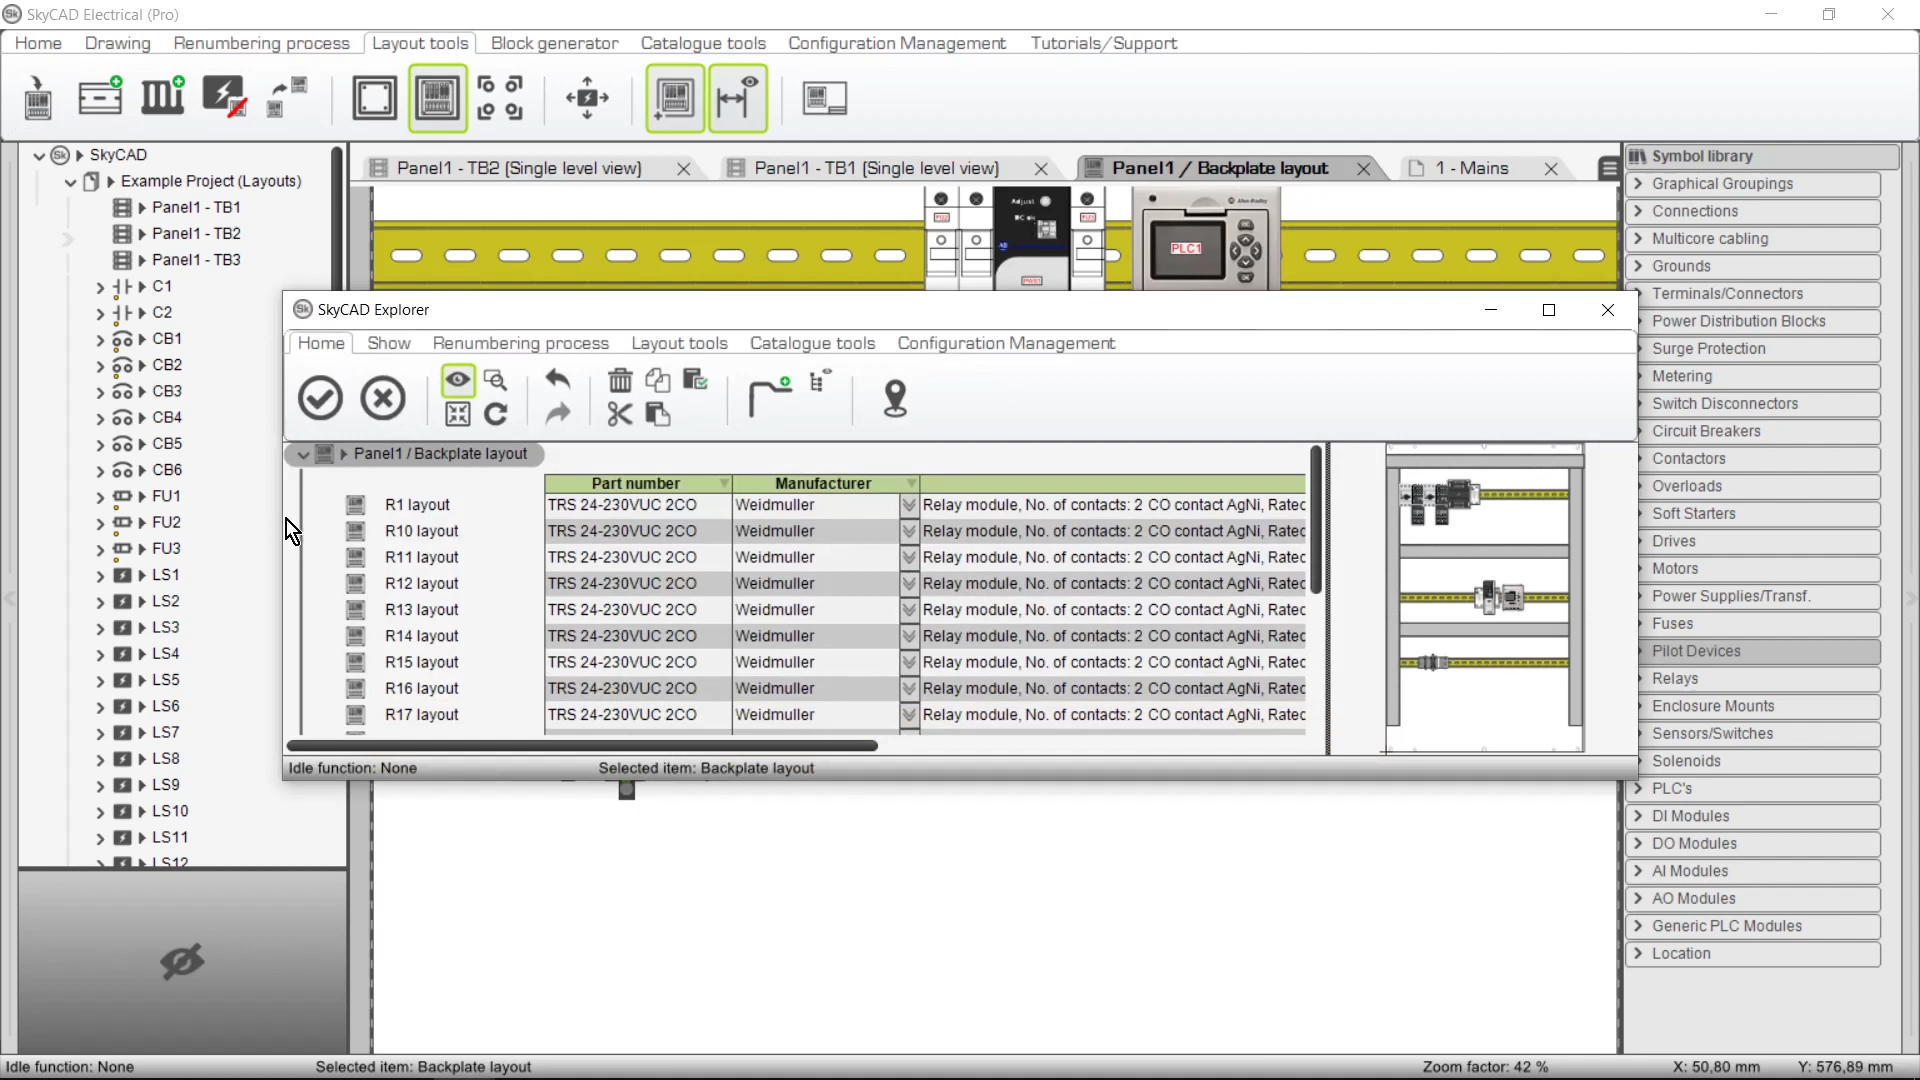 SkyCAD Electrical (Pro)
Home Drawing Renumbering process Layout tools Block generator Catalogue tools Configuration Management Tutorials/Support
SkyCAD
Example Project (Layouts)
Panel1 - TB1
Panel1 - TB2
Panel1 - TB3
C1
C2
CB1
CB2
CB3
CB4
CB5
CB6
FU1
FU2
FU3
LS1
LS2
LS3
LS4
LS5
LS6
LS7
LS8
LS9
LS10
LS11
LS12
Panel1 - TB2 (Single level view) Panel1 - TB1 (Single level view) Panel1 / Backplate layout 1 - Mains
Adjust
DC ok
Allen-Bradley
PLC1
SkyCAD Explorer
Home Show Renumbering process Layout tools Catalogue tools Configuration Management
Panel1 / Backplate layout
Part number Manufacturer
R1 layout TRS 24-230VUC 2CO Weidmuller Relay module, No. of contacts: 2 CO contact AgNi, Rated
R10 layout TRS 24-230VUC 2CO Weidmuller Relay module, No. of contacts: 2 CO contact AgNi, Rated
R11 layout TRS 24-230VUC 2CO Weidmuller Relay module, No. of contacts: 2 CO contact AgNi, Rated
R12 layout TRS 24-230VUC 2CO Weidmuller Relay module, No. of contacts: 2 CO contact AgNi, Rated
R13 layout TRS 24-230VUC 2CO Weidmuller Relay module, No. of contacts: 2 CO contact AgNi, Rated
R14 layout TRS 24-230VUC 2CO Weidmuller Relay module, No. of contacts: 2 CO contact AgNi, Rated
R15 layout TRS 24-230VUC 2CO Weidmuller Relay module, No. of contacts: 2 CO contact AgNi, Rated
R16 layout TRS 24-230VUC 2CO Weidmuller Relay module, No. of contacts: 2 CO contact AgNi, Rated
R17 layout TRS 24-230VUC 2CO Weidmuller Relay module, No. of contacts: 2 CO contact AgNi, Rated
Idle function: None Selected item: Backplate layout
Symbol library
Graphical Groupings
Connections
Multicore cabling
Grounds
Terminals/Connectors
Power Distribution Blocks
Surge Protection
Metering
Switch Disconnectors
Circuit Breakers
Contactors
Overloads
Soft Starters
Drives
Motors
Power Supplies/Transf.
Fuses
Pilot Devices
Relays
Enclosure Mounts
Sensors/Switches
Solenoids
PLC's
DI Modules
DO Modules
AI Modules
AO Modules
Generic PLC Modules
Location
Idle function: None Selected item: Backplate layout Zoom factor: 42 % X: 50,80 mm Y: 576,89 mm